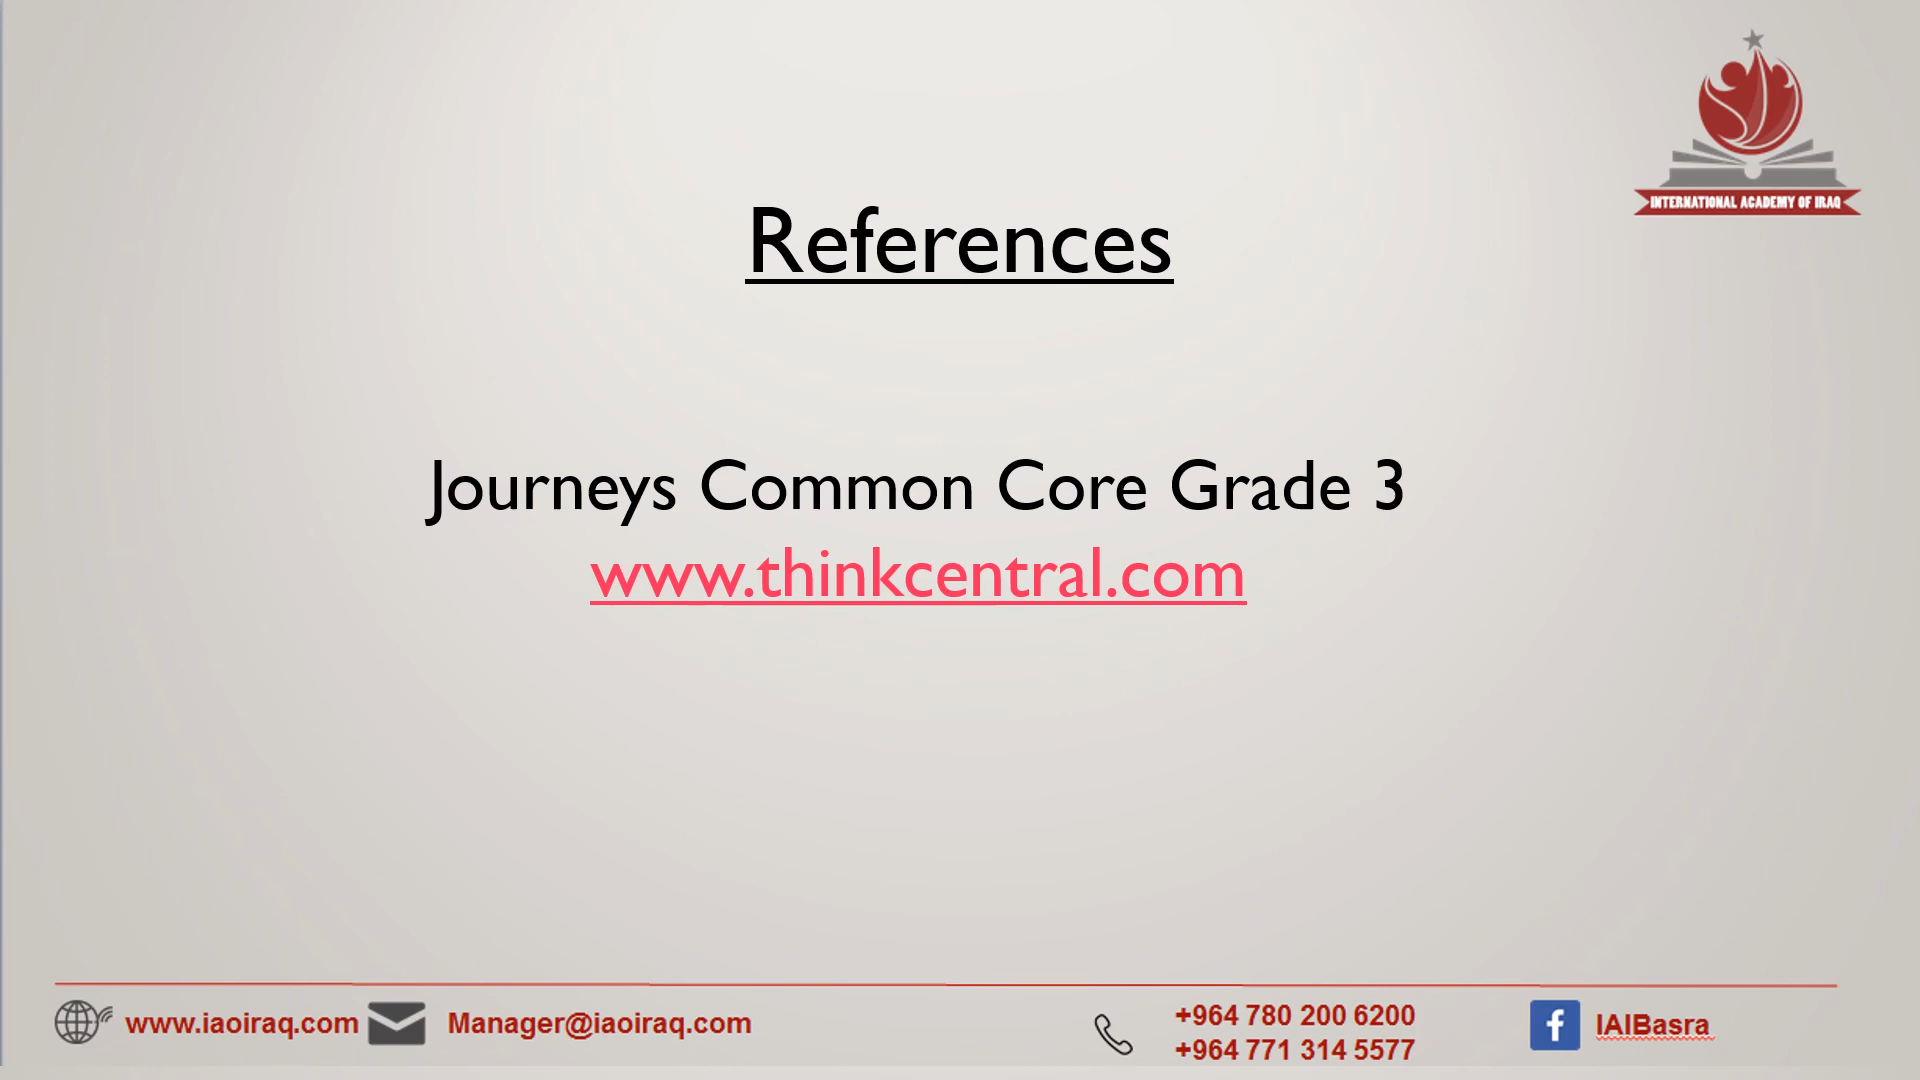 INTERNATIONAL ACADEMY OF IRAQ
References
Journeys Common Core Grade 3
www.thinkcentral.com
www.iaoiraq.com
Manager@iaoiraq.com
+964 780 200 6200
+964 771 314 5577
IAIBasra